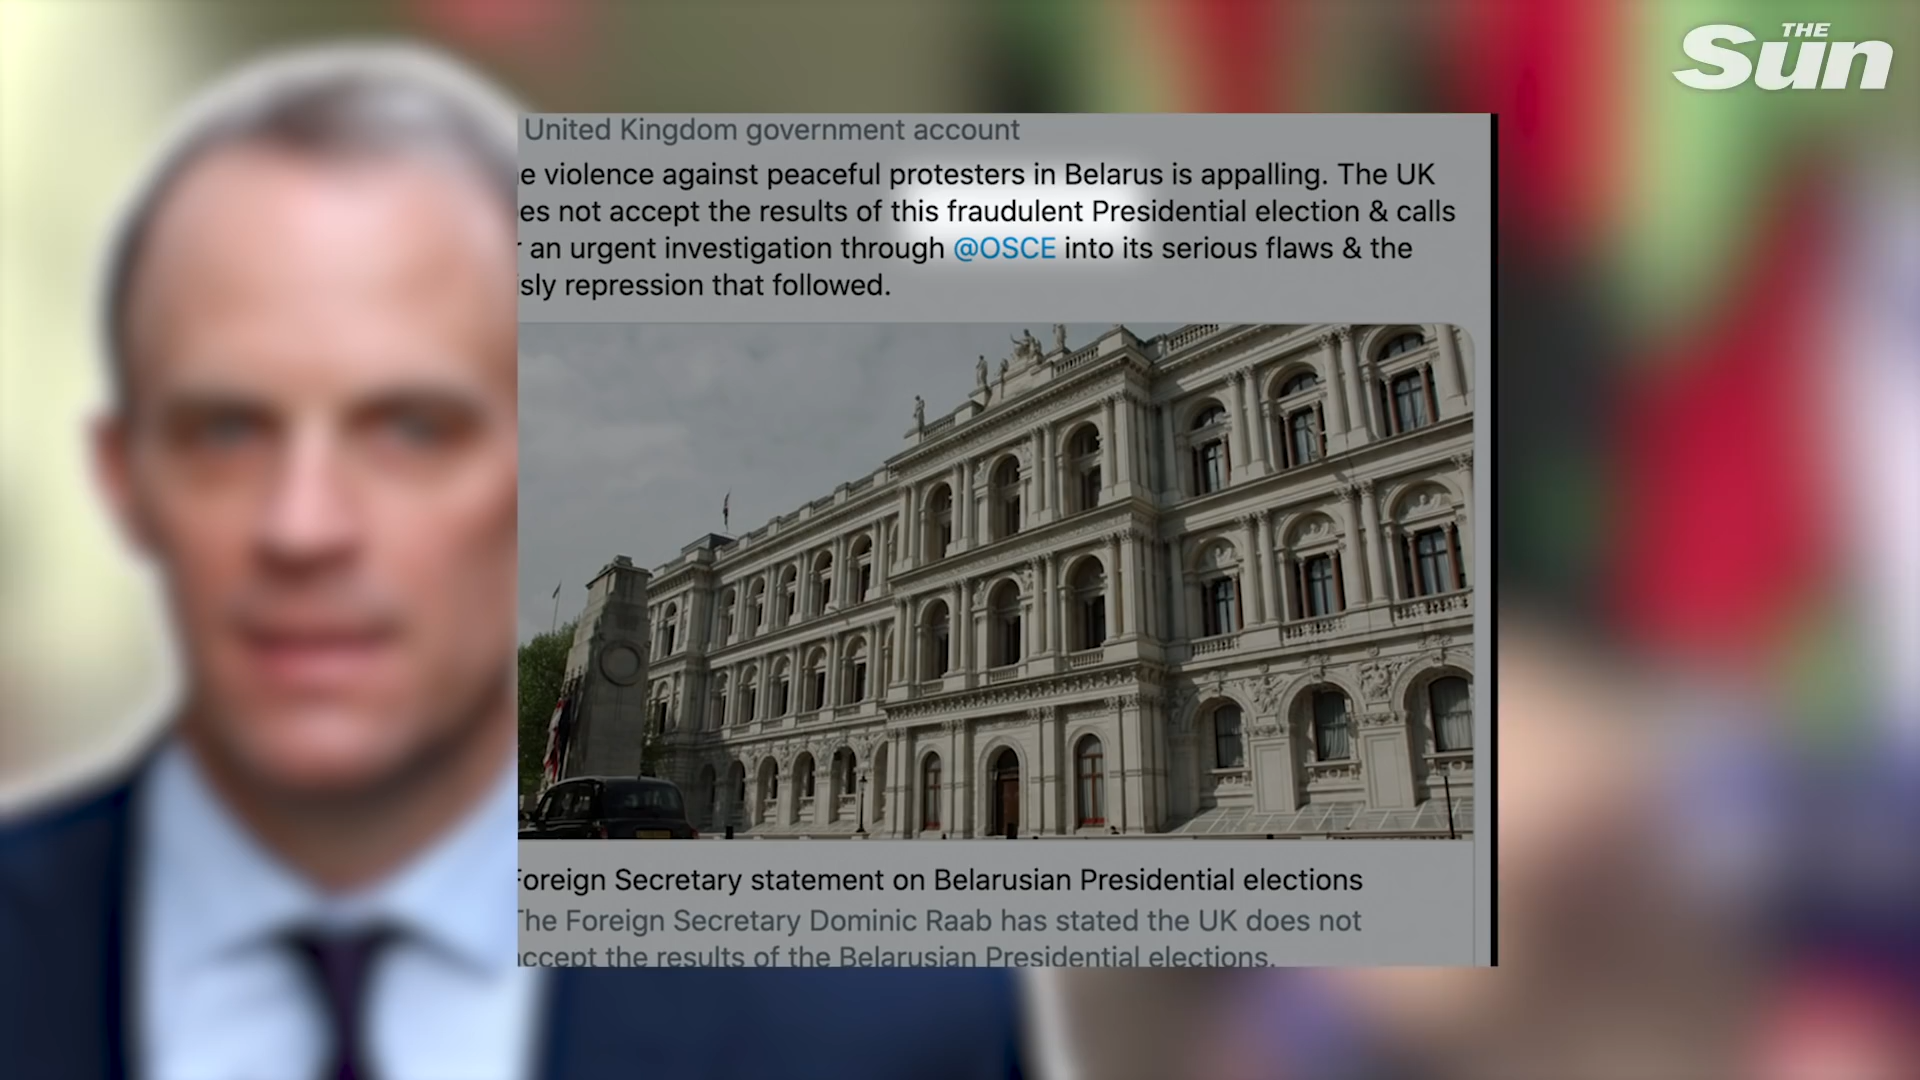 THE
Sun
United Kingdom government account
e violence against peaceful protesters in Belarus is appalling. The UK
es not accept the results of this fraudulent Presidential election & calls
r an urgent investigation through @OSCE into its serious flaws & the
isly repression that followed.
Foreign Secretary statement on Belarusian Presidential elections
The Foreign Secretary Dominic Raab has stated the UK does not
accept the results of the Belarusian Presidential elections.